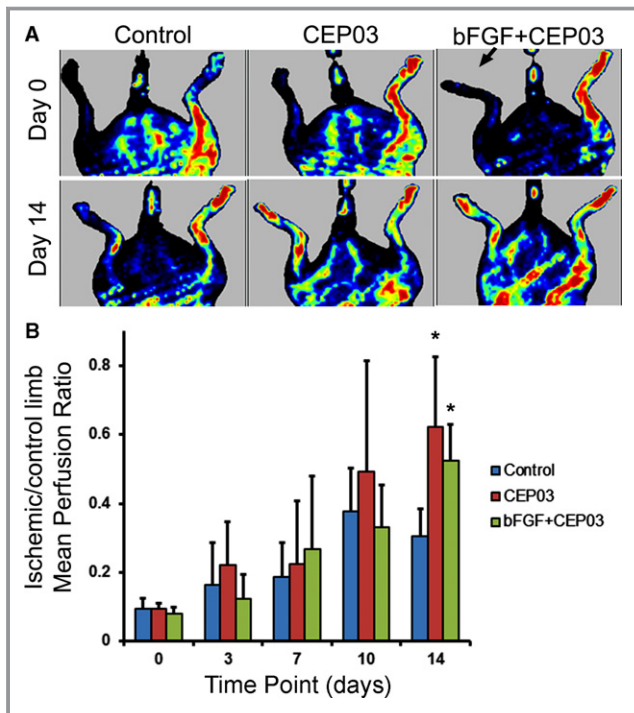 A
Control CEP03 bFGF+CEP03
Day 0
Day 14
B
Ischemic/control limb
Mean Perfusion Ratio
0.8
0.6
0.4
0.2
0
*
*
Control
CEP03
bFGF+CEP03
0 3 7 10 14
Time Point (days)